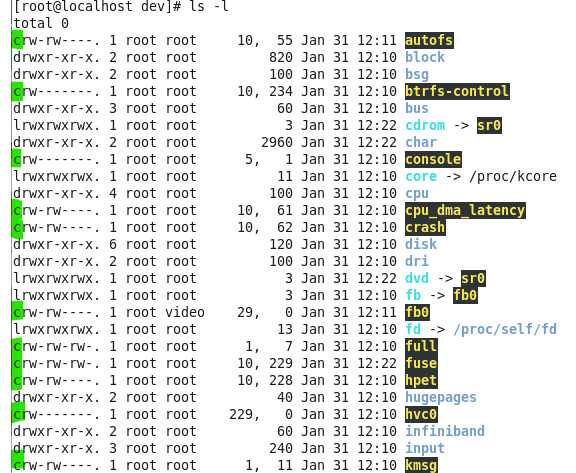 [root@localhost dev]# ls -l
total 0
crw-rw----. 1 root root     10,  55 Jan 31 12:11 autofs
drwxr-xr-x. 2 root root         820 Jan 31 12:10 block
drwxr-xr-x. 2 root root         100 Jan 31 12:10 bsg
crw-------. 1 root root     10, 234 Jan 31 12:10 btrfs-control
drwxr-xr-x. 3 root root          60 Jan 31 12:10 bus
lrwxrwxrwx. 1 root root           3 Jan 31 12:22 cdrom -> sr0
drwxr-xr-x. 2 root root        2960 Jan 31 12:22 char
crw-------. 1 root root      5,   1 Jan 31 12:10 console
lrwxrwxrwx. 1 root root          11 Jan 31 12:10 core -> /proc/kcore
drwxr-xr-x. 4 root root         100 Jan 31 12:10 cpu
crw-rw----. 1 root root     10,  61 Jan 31 12:10 cpu_dma_latency
crw-rw----. 1 root root     10,  62 Jan 31 12:10 crash
drwxr-xr-x. 6 root root         120 Jan 31 12:10 disk
drwxr-xr-x. 2 root root         100 Jan 31 12:10 dri
lrwxrwxrwx. 1 root root           3 Jan 31 12:22 dvd -> sr0
lrwxrwxrwx. 1 root root           3 Jan 31 12:10 fb -> fb0
crw-rw----. 1 root video    29,   0 Jan 31 12:11 fb0
lrwxrwxrwx. 1 root root          13 Jan 31 12:10 fd -> /proc/self/fd
crw-rw-rw-. 1 root root      1,   7 Jan 31 12:10 full
crw-rw-rw-. 1 root root     10, 229 Jan 31 12:22 fuse
crw-rw----. 1 root root     10, 228 Jan 31 12:10 hpet
drwxr-xr-x. 2 root root          40 Jan 31 12:10 hugepages
crw-------. 1 root root    229,   0 Jan 31 12:10 hvc0
drwxr-xr-x. 2 root root          60 Jan 31 12:10 infiniband
drwxr-xr-x. 3 root root         240 Jan 31 12:10 input
crw-rw----. 1 root root      1,  11 Jan 31 12:10 kmsg